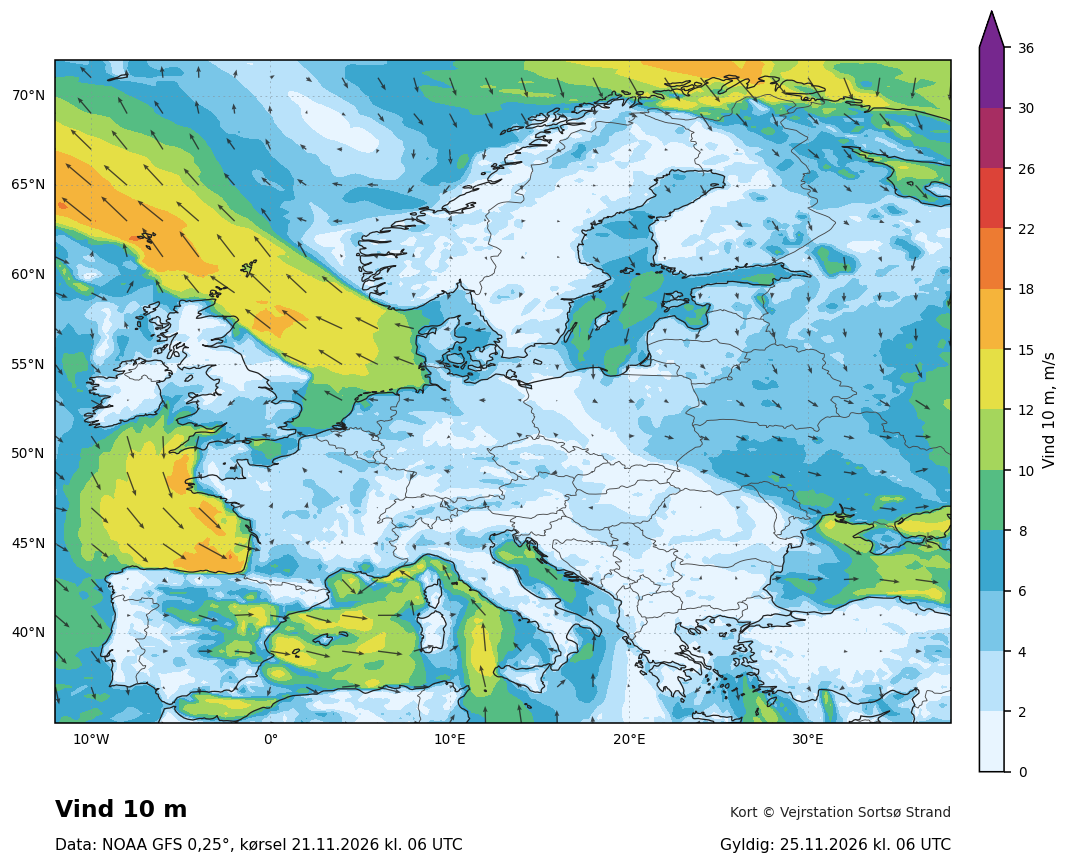 36
30
26
22
18
15
12
10
8
6
4
2
0
Vind 10 m, m/s
70°N
65°N
60°N
55°N
50°N
45°N
40°N
10°W
0°
10°E
20°E
30°E
Vind 10 m
Kort © Vejrstation Sortsø Strand
Data: NOAA GFS 0,25°, kørsel 21.11.2026 kl. 06 UTC
Gyldig: 25.11.2026 kl. 06 UTC